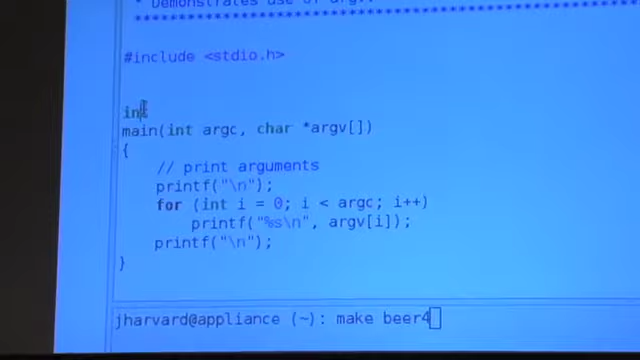 * Demonstrates use of argv.
#include <stdio.h>
int
main(int argc, char *argv[])
{
// print arguments
printf("\n");
for (int i = 0; i < argc; i++)
printf("%s\n", argv[i]);
printf("\n");
}
jharvard@appliance (~): make beer4